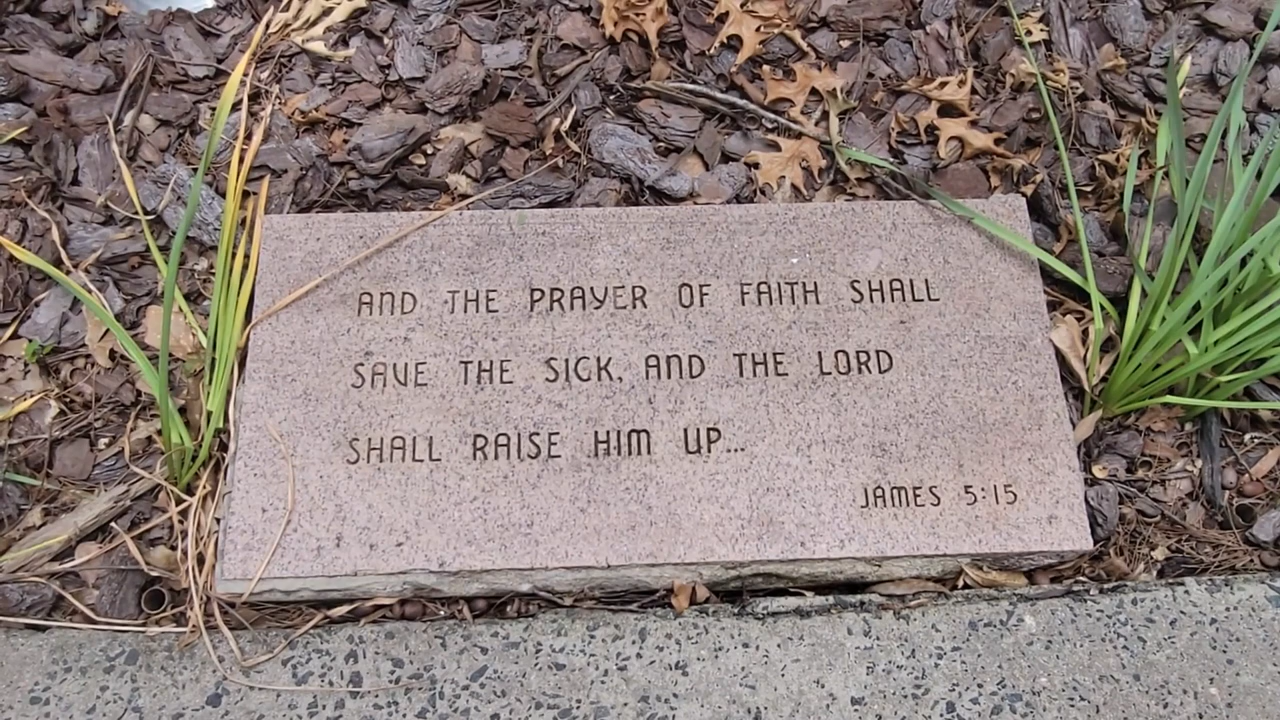 AND THE PRAYER OF FAITH SHALL
SAVE THE SICK, AND THE LORD
SHALL RAISE HIM UP...
JAMES 5:15